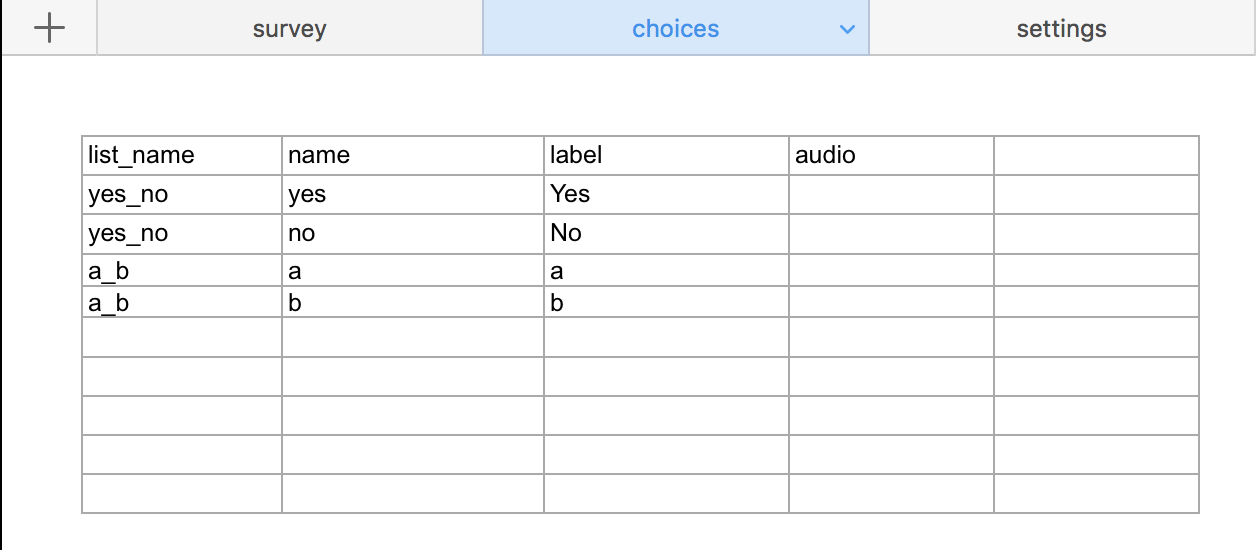 survey choices settings
list_name name label audio
yes_no yes Yes
yes_no no No
a_b a a
a_b b b